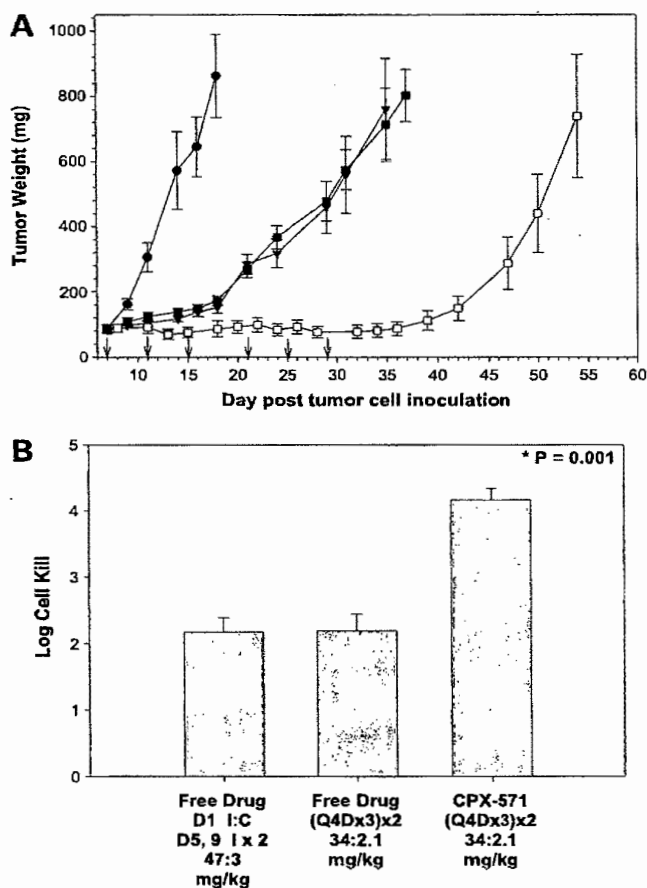 A
1000
800
600
400
200
0
Tumor Weight (mg)
10 15 20 25 30 35 40 45 50 55 60
Day post tumor cell inoculation
B
* P = 0.001
5
4
3
2
1
0
Log Cell Kill
Free Drug
D1 I:C
D5, 9 I x 2
47:3
mg/kg
Free Drug
(Q4Dx3)x2
34:2.1
mg/kg
CPX-571
(Q4Dx3)x2
34:2.1
mg/kg